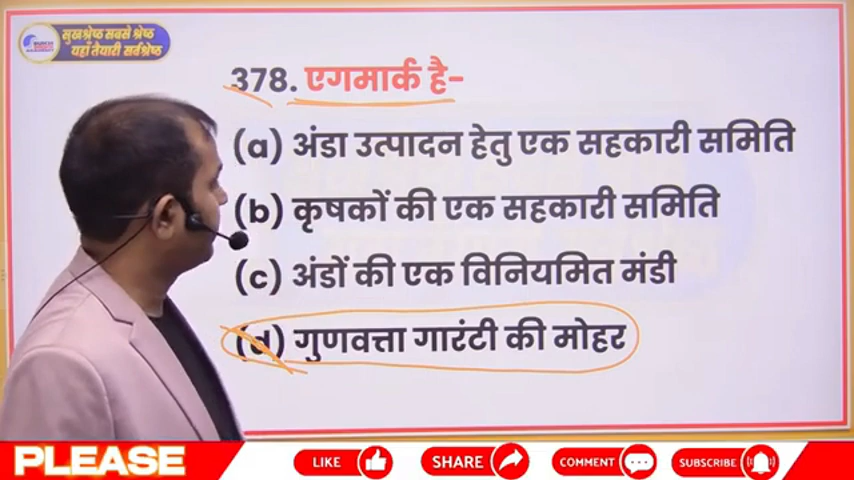 सुखश्रेष्ठ सबसे श्रेष्ठ
यहाँ तैयारी सर्वश्रेष्ठ
378. एगमार्क है-
(a) अंडा उत्पादन हेतु एक सहकारी समिति
(b) कृषकों की एक सहकारी समिति
(c) अंडों की एक विनियमित मंडी
(d) गुणवत्ता गारंटी की मोहर
PLEASE
LIKE
SHARE
COMMENT
SUBSCRIBE